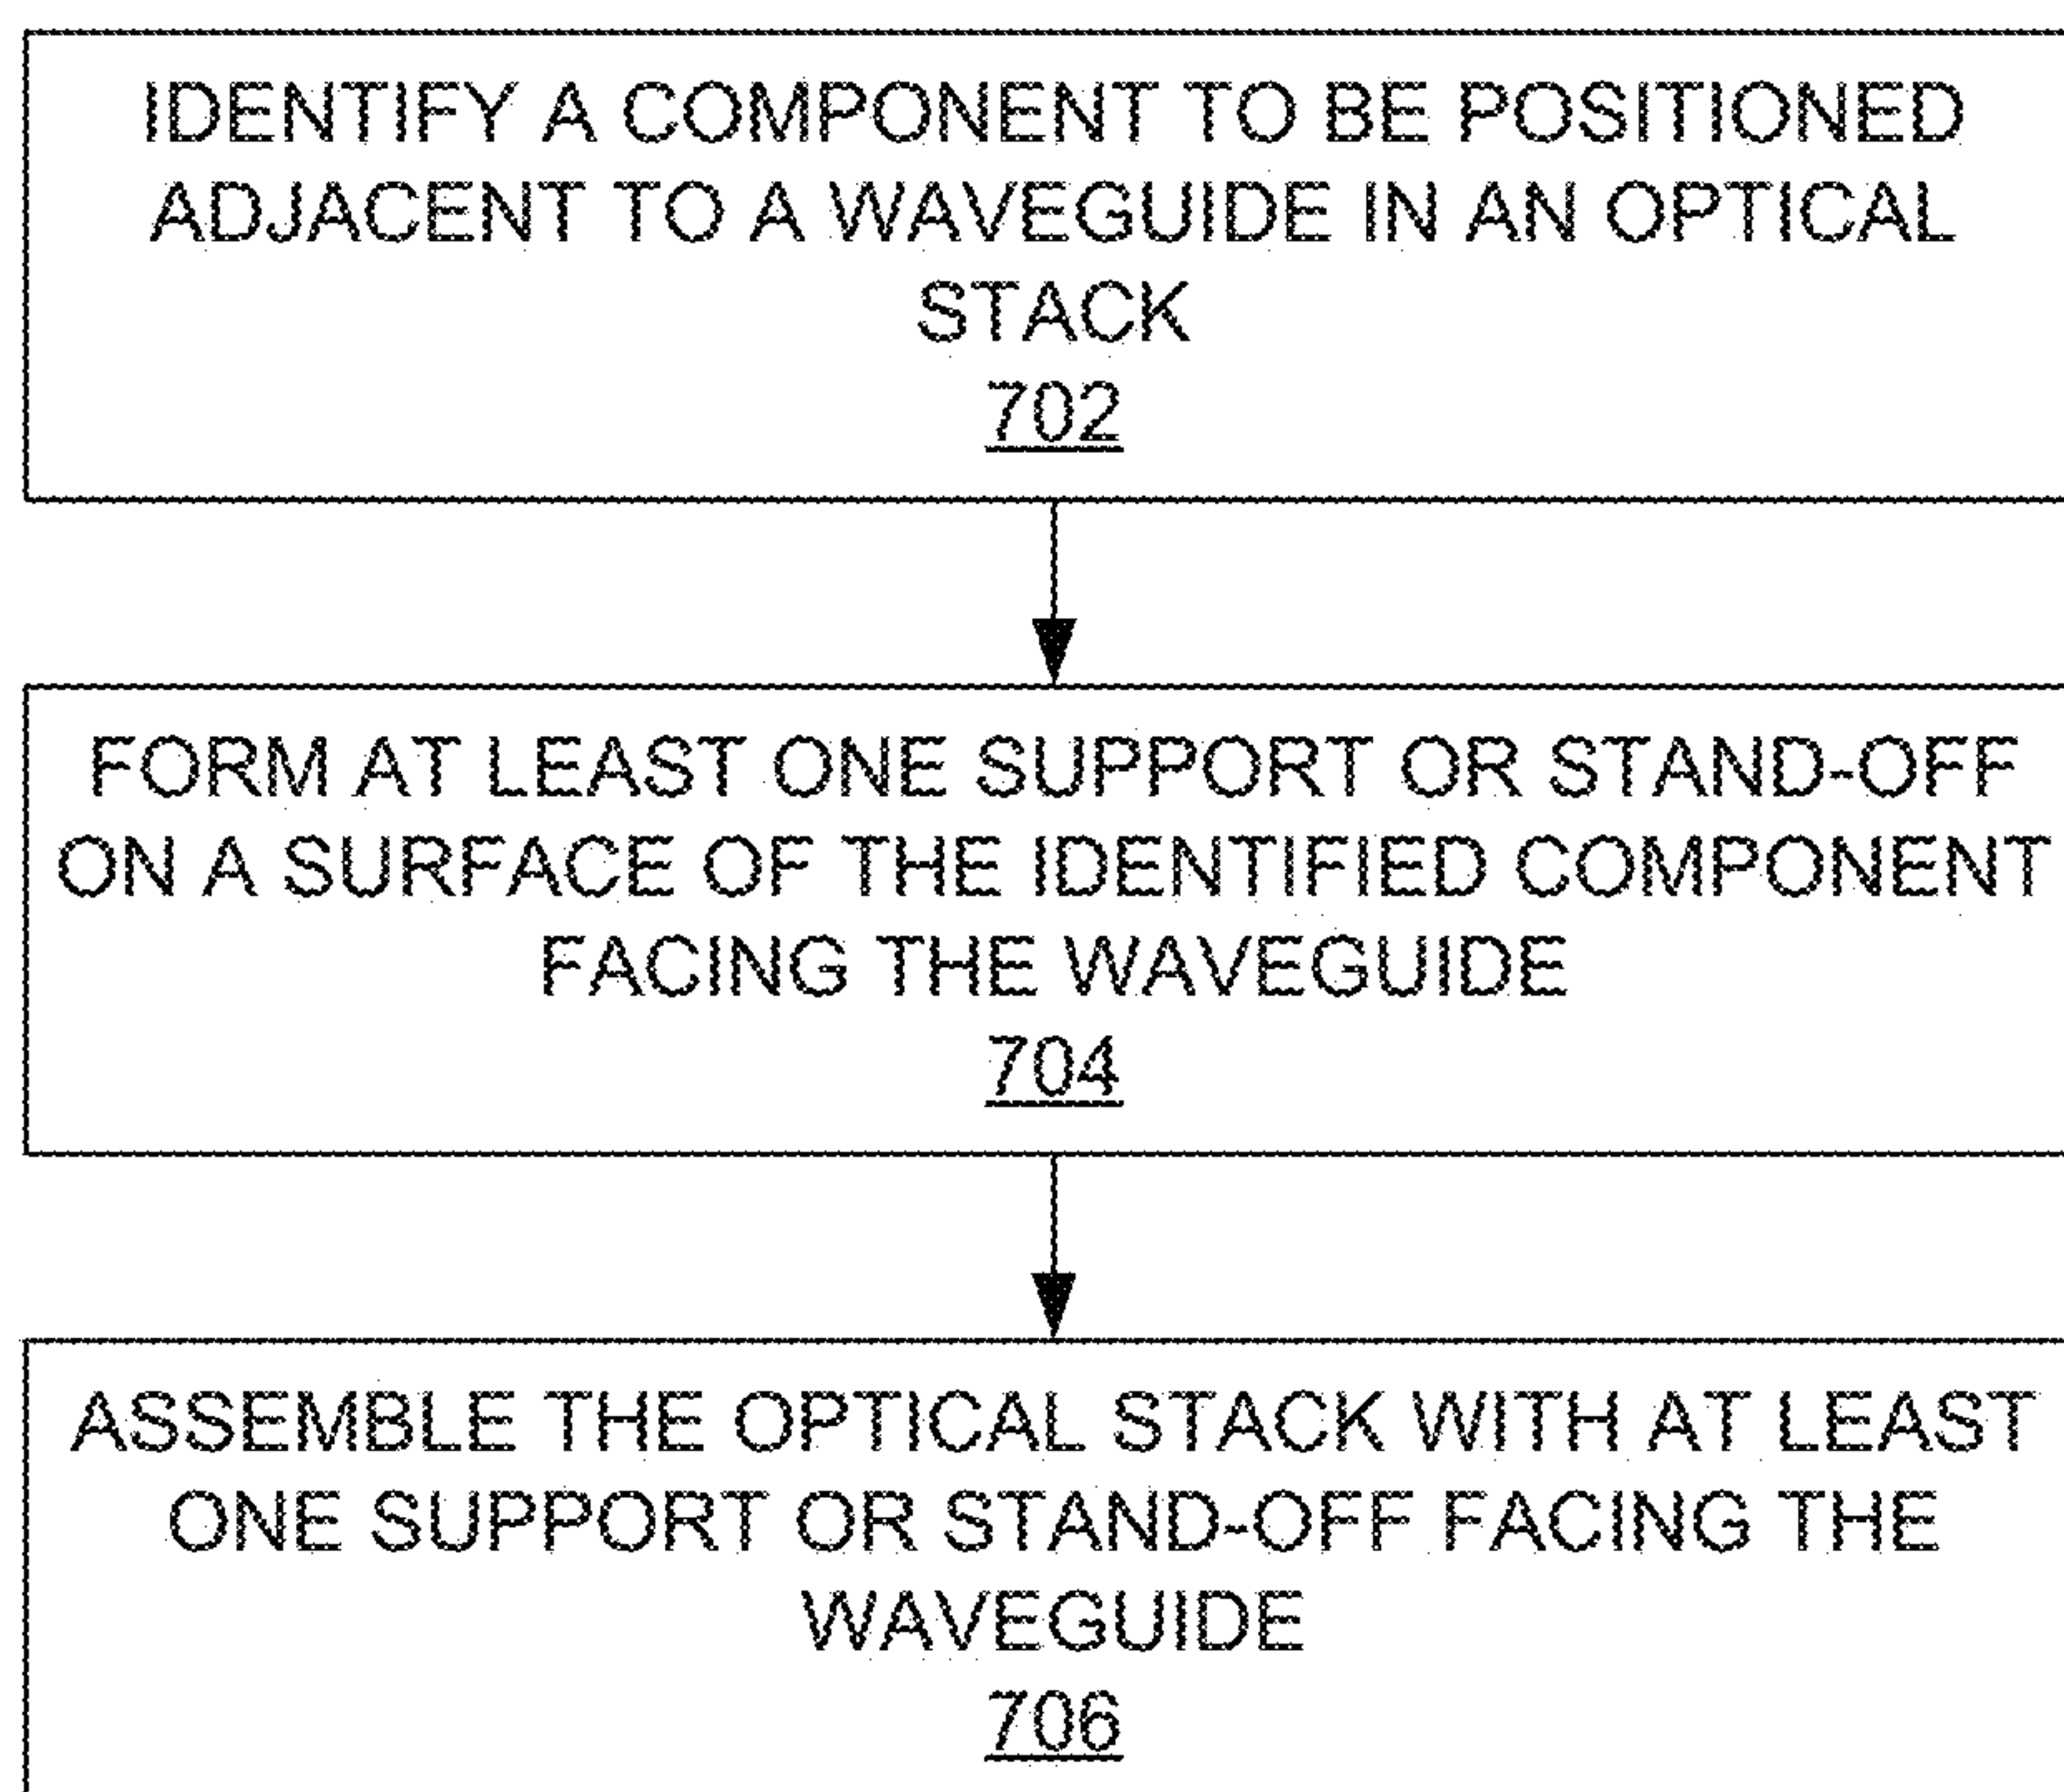 IDENTIFY A COMPONENT TO BE POSITIONED
ADJACENT TO A WAVEGUIDE IN AN OPTICAL
STACK
702
FORM AT LEAST ONE SUPPORT OR STAND-OFF
ON A SURFACE OF THE IDENTIFIED COMPONENT
FACING THE WAVEGUIDE
704
ASSEMBLE THE OPTICAL STACK WITH AT LEAST
ONE SUPPORT OR STAND-OFF FACING THE
WAVEGUIDE
706